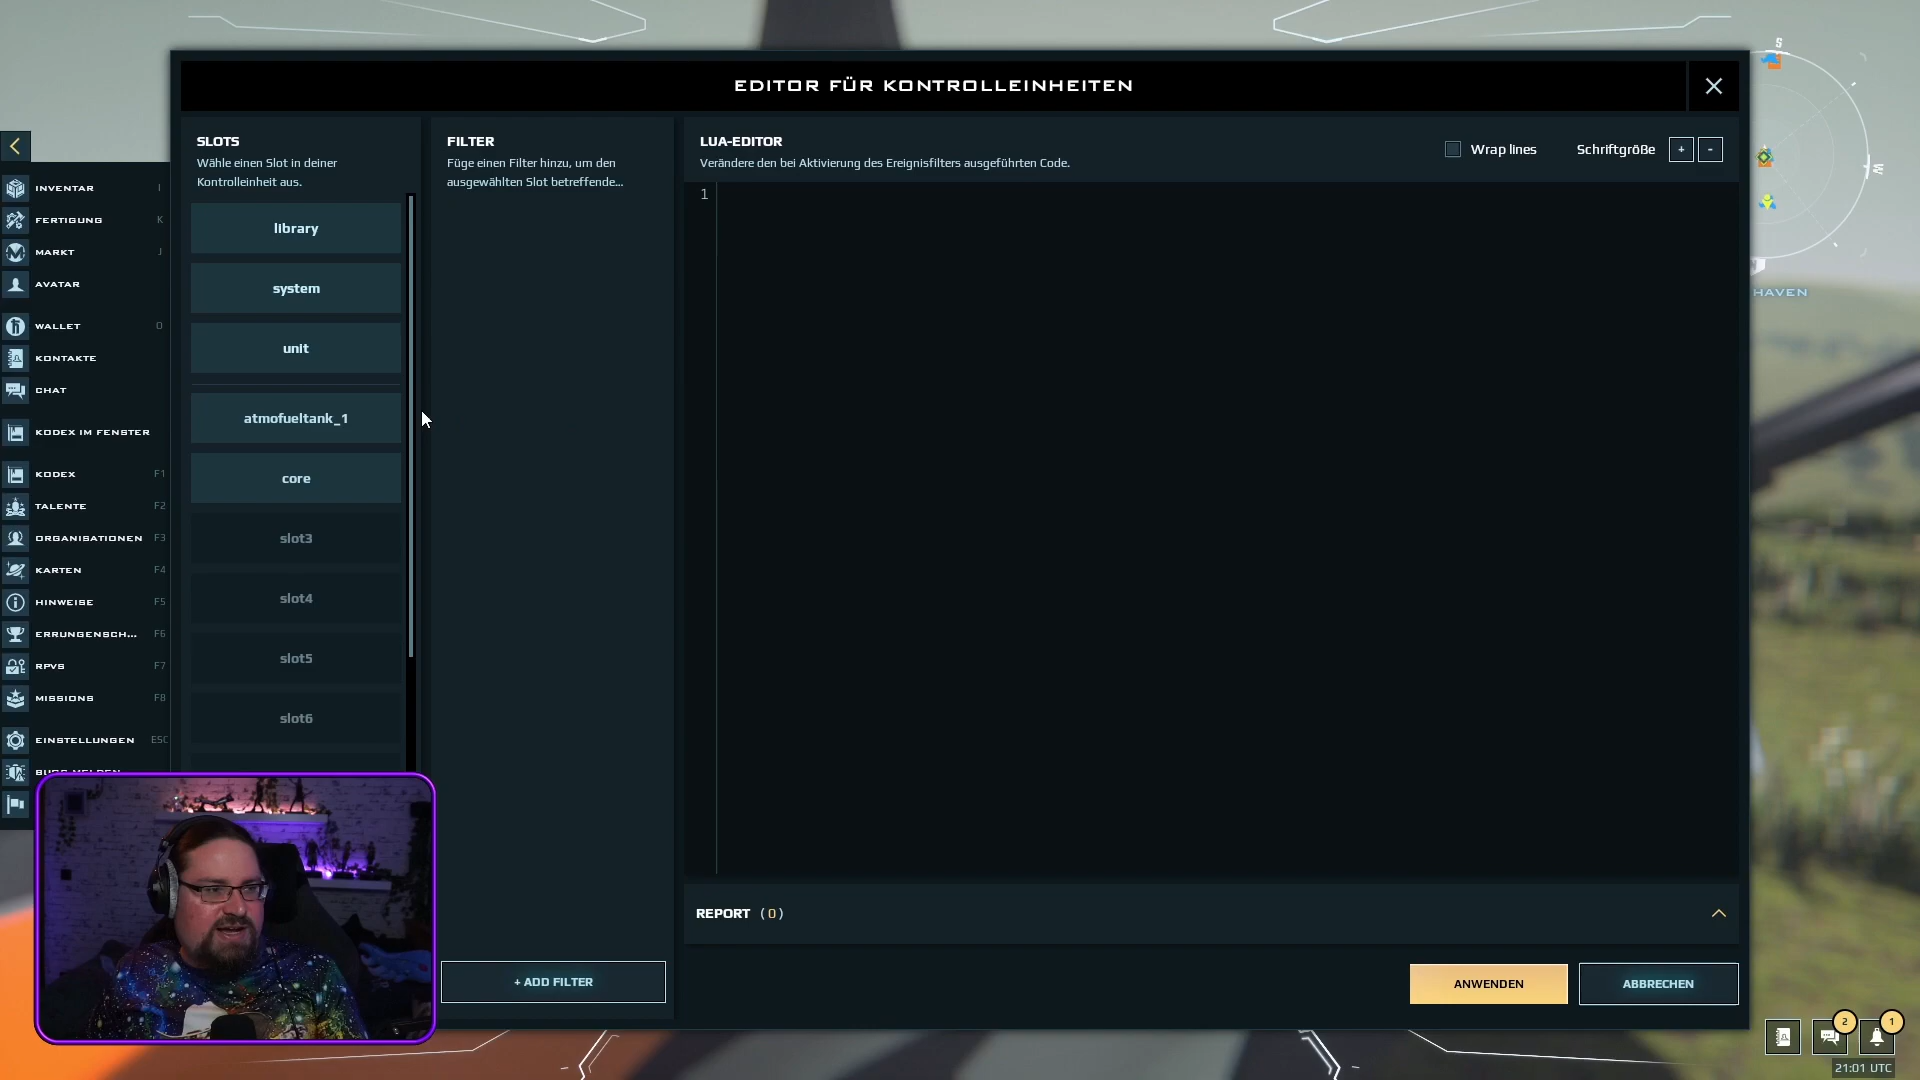 EDITOR FÜR KONTROLLEINHEITEN
SLOTS
Wähle einen Slot in deiner
Kontrolleinheit aus.
library
system
unit
atmofueltank_1
core
slot3
slot4
slot5
slot6
FILTER
Füge einen Filter hinzu, um den
ausgewählten Slot betreffende...
+ ADD FILTER
LUA-EDITOR
Verändere den bei Aktivierung des Ereignisfilters ausgeführten Code.
Wrap lines
Schriftgröße
+
-
1
REPORT (0)
ANWENDEN
ABBRECHEN
INVENTAR I
FERTIGUNG K
MARKT J
AVATAR
WALLET O
KONTAKTE
CHAT
KODEX IM FENSTER
KODEX F1
TALENTE F2
ORGANISATIONEN F3
KARTEN F4
HINWEISE F5
ERRUNGENSCH... F6
RPVS F7
MISSIONS F8
EINSTELLUNGEN ESC
BUGS MELDEN
S
W
HAVEN
2
1
21:01 UTC